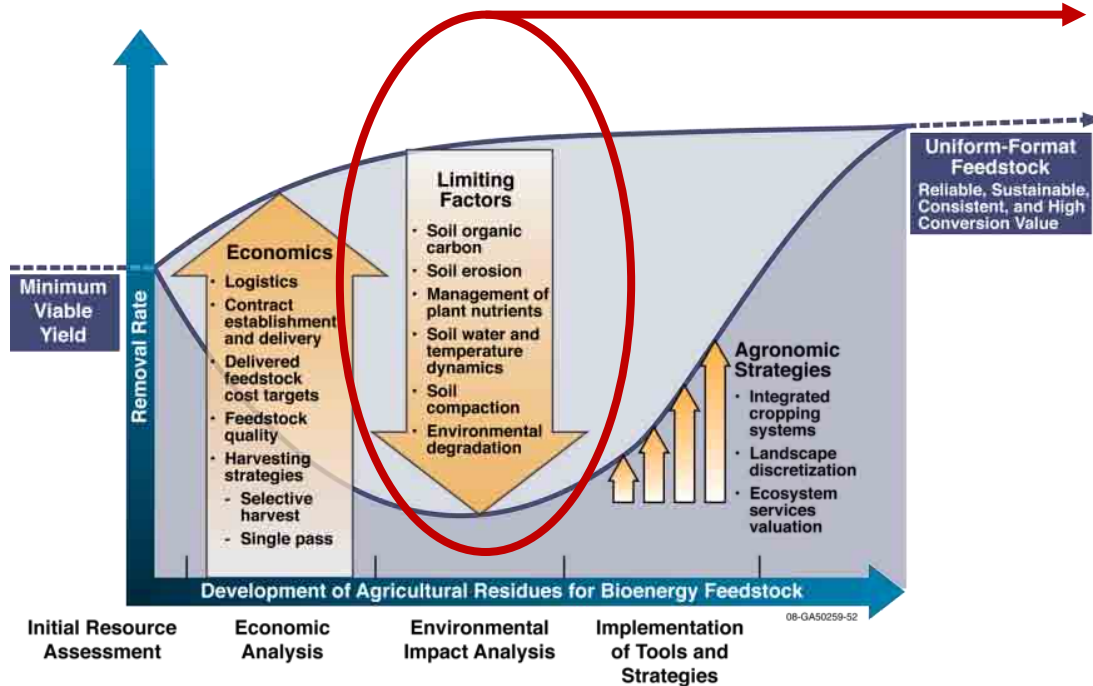 Minimum
Viable
Yield
Removal Rate
Economics
· Logistics
· Contract
establishment
and delivery
· Delivered
feedstock
cost targets
· Feedstock
quality
· Harvesting
strategies
- Selective
harvest
- Single pass
Limiting
Factors
· Soil organic
carbon
· Soil erosion
· Management of
plant nutrients
· Soil water and
temperature
dynamics
· Soil
compaction
· Environmental
degradation
Agronomic
Strategies
· Integrated
cropping
systems
· Landscape
discretization
· Ecosystem
services
valuation
Uniform-Format
Feedstock
Reliable, Sustainable,
Consistent, and High
Conversion Value
Development of Agricultural Residues for Bioenergy Feedstock
08-GA50259-52
Initial Resource
Assessment
Economic
Analysis
Environmental
Impact Analysis
Implementation
of Tools and
Strategies